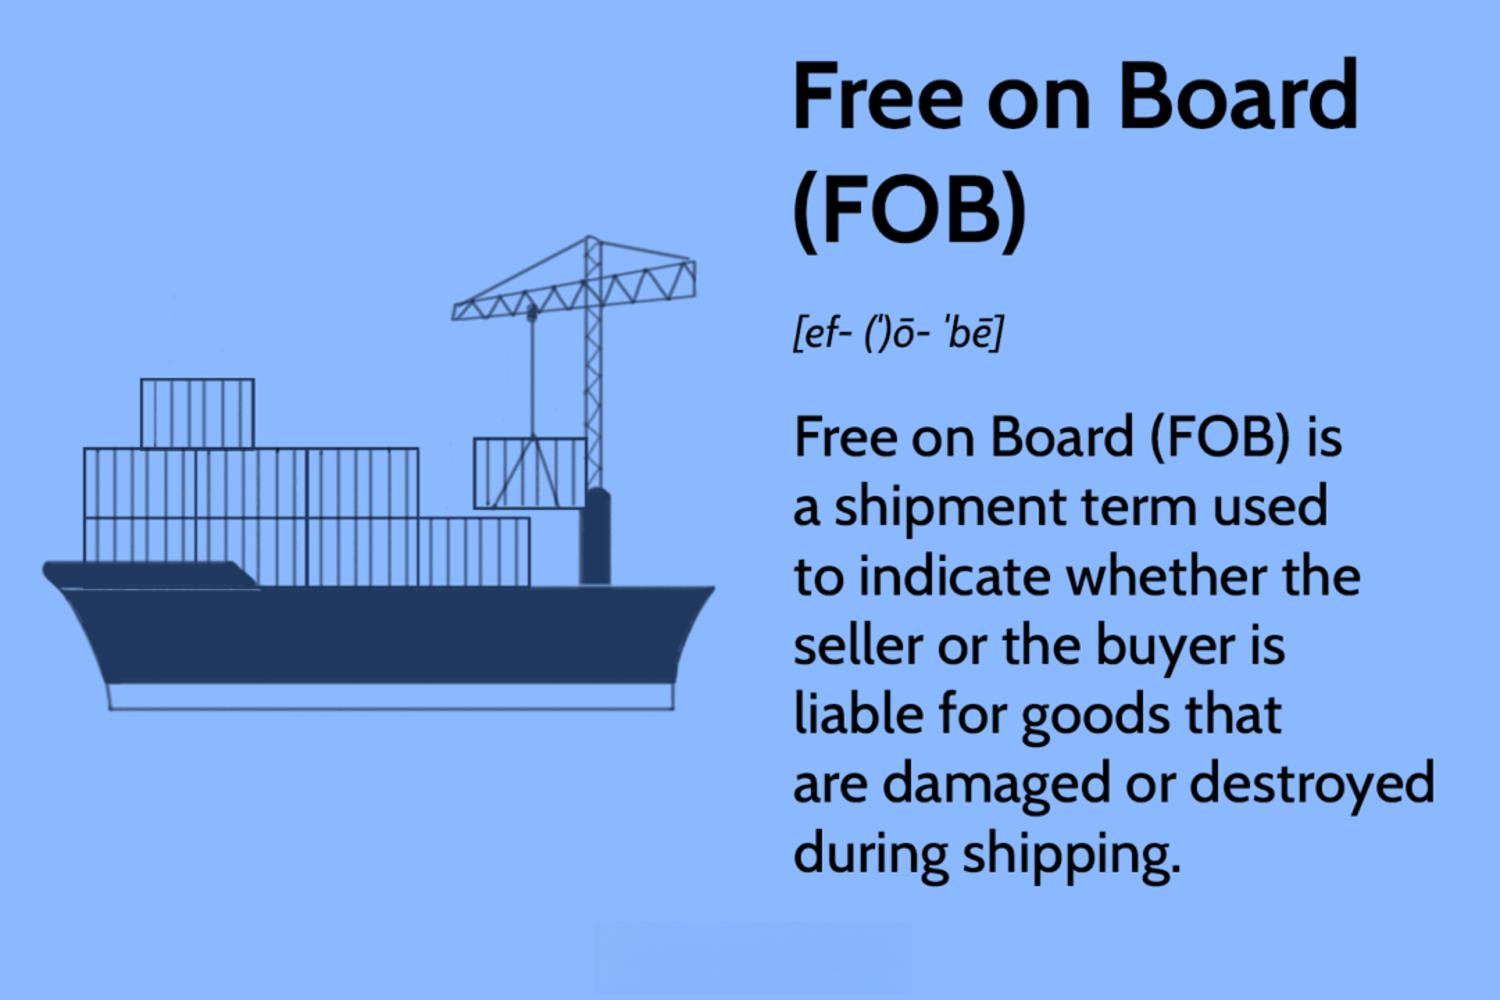 Free on Board
(FOB)
[ef- (')ō- 'bē]
Free on Board (FOB) is
a shipment term used
to indicate whether the
seller or the buyer is
liable for goods that
are damaged or destroyed
during shipping.